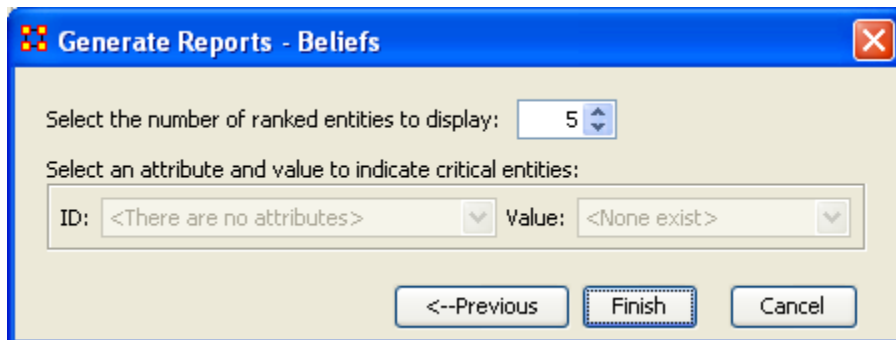 Generate Reports - Beliefs
Select the number of ranked entities to display: 5
Select an attribute and value to indicate critical entities:
ID: <There are no attributes> Value: <None exist>
<--Previous Finish Cancel